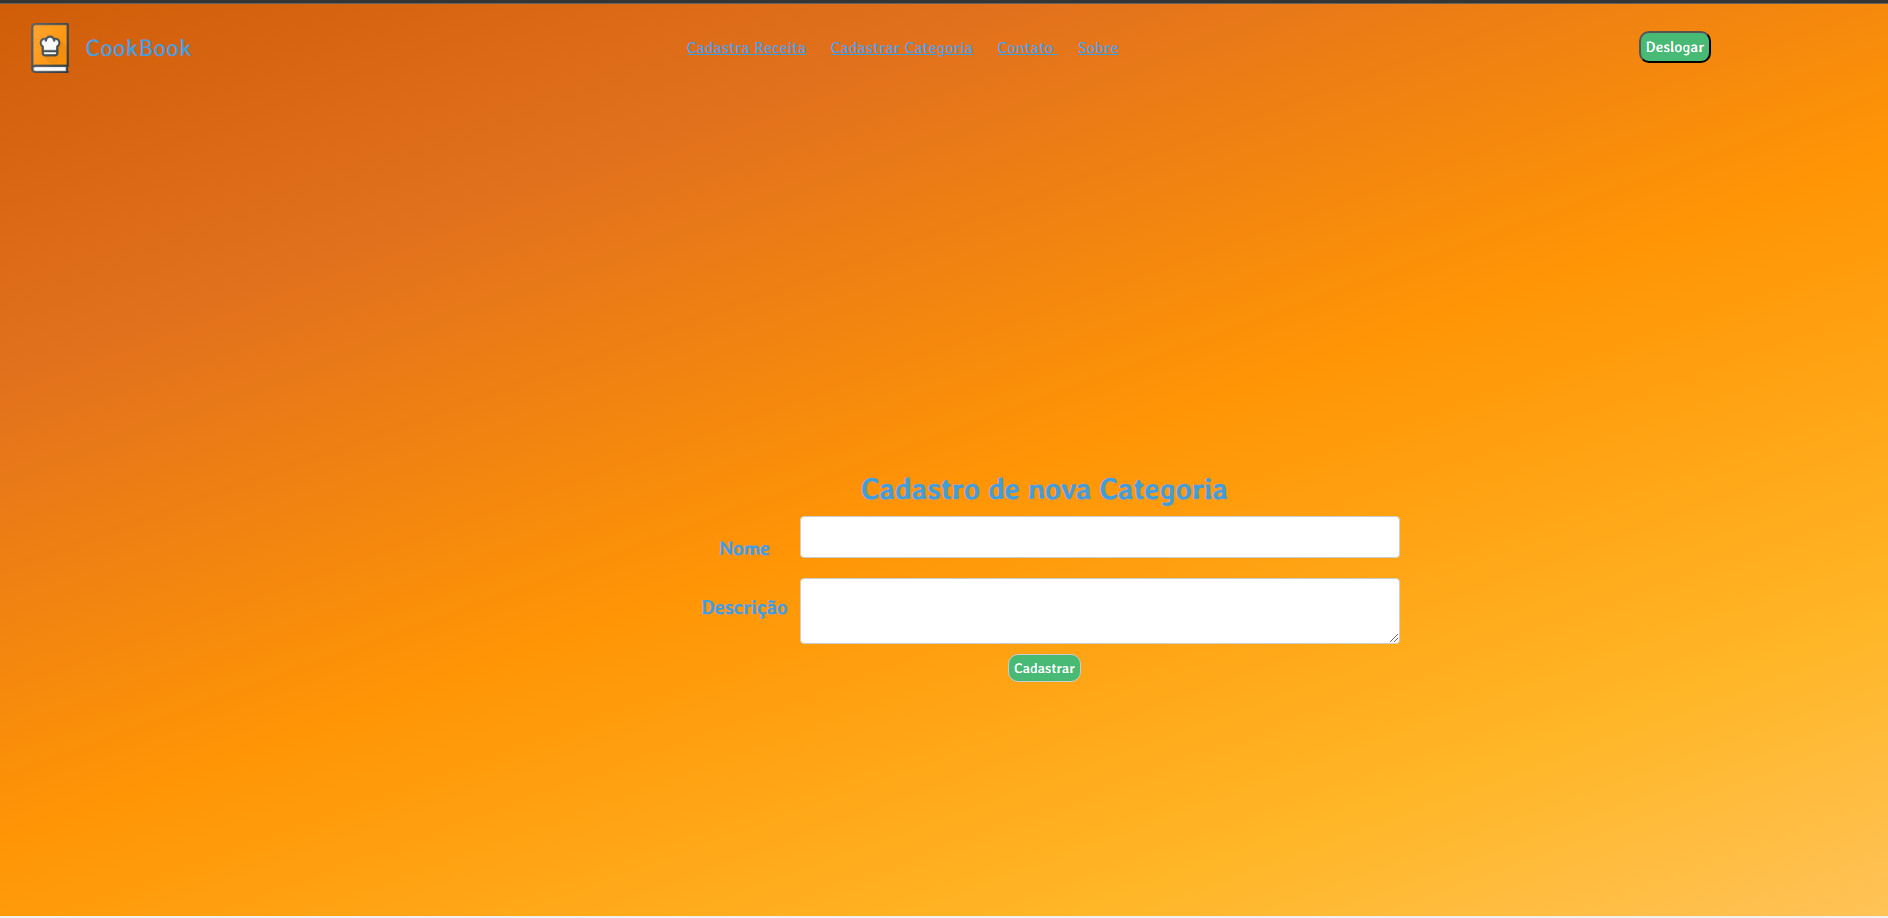 CookBook
Cadastra Receita Cadastrar Categoria Contato Sobre
Deslogar
Cadastro de nova Categoria
Nome
Descrição
Cadastrar